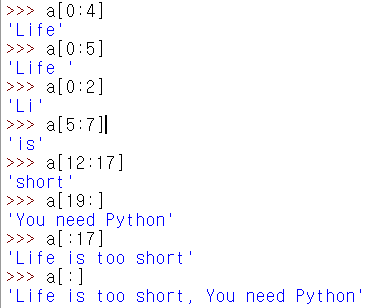 >>> a[0:4]
'Life'
>>> a[0:5]
'Life '
>>> a[0:2]
'Li'
>>> a[5:7]
'is'
>>> a[12:17]
'short'
>>> a[19:]
'You need Python'
>>> a[:17]
'Life is too short'
>>> a[:]
'Life is too short, You need Python'